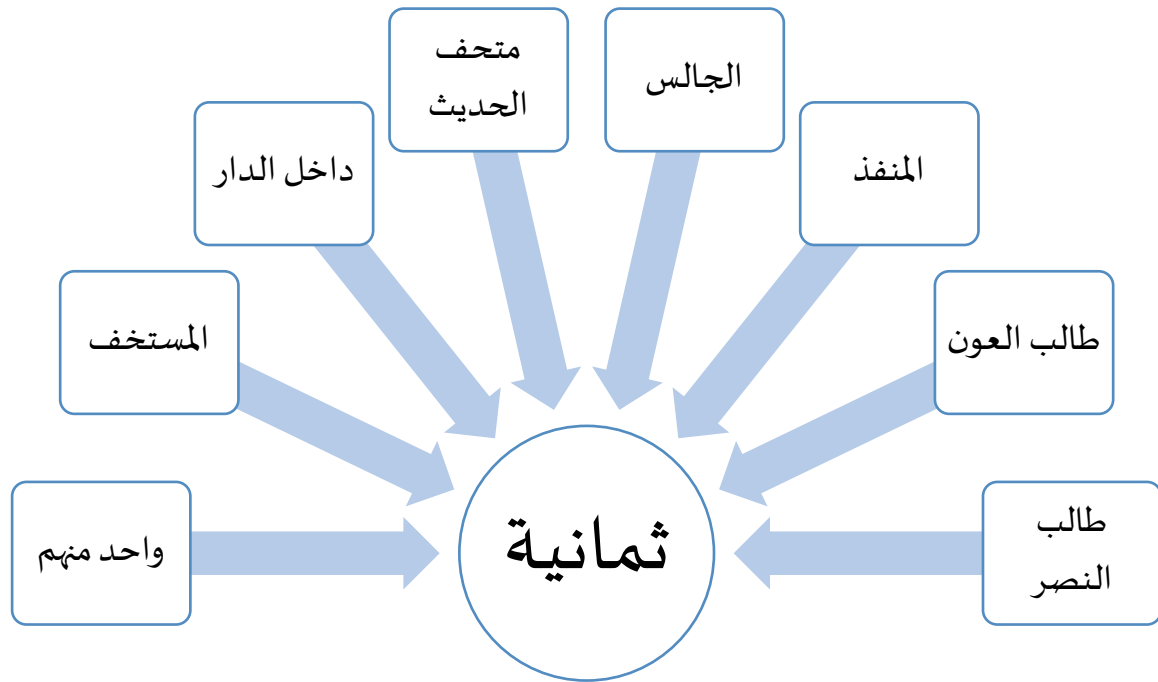 متحف
الحديث
الجالس
داخل الدار
المنفذ
المستخف
طالب العون
واحد منهم
طالب
النصر
ثمانية